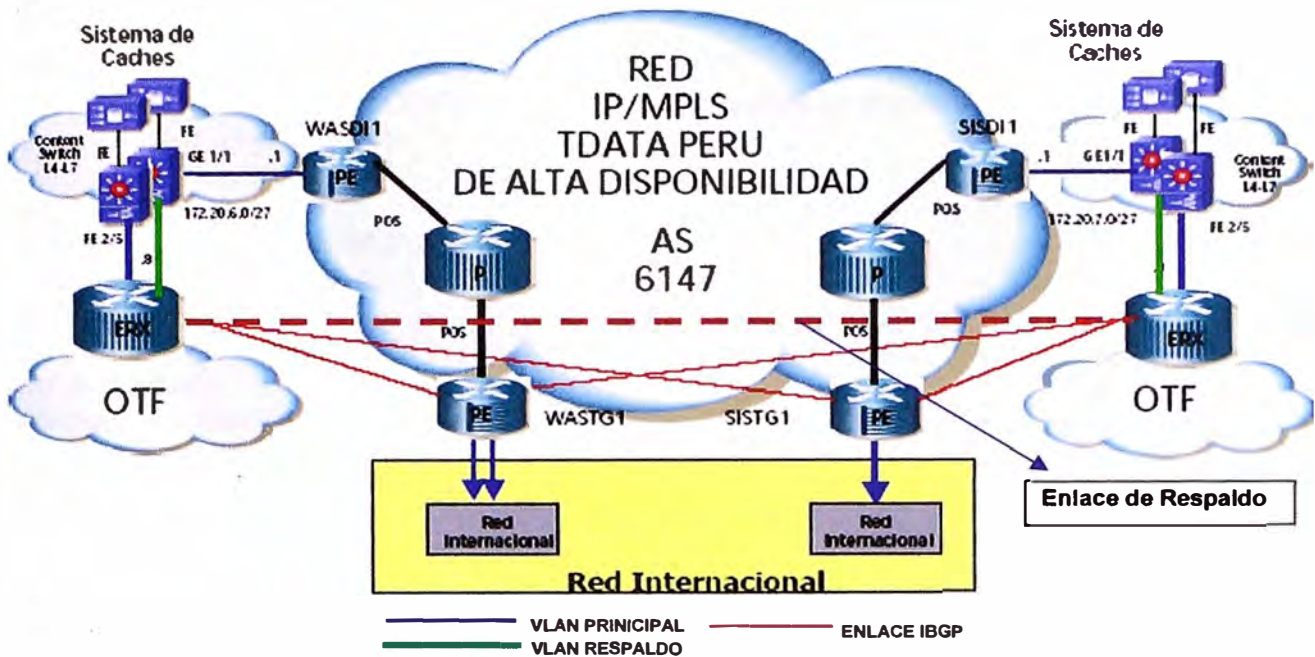 Sistema de
Caches
FE
FE
Content
Switch
L4-L7
GE 1/1
.1
172.20.6.0/27
FE 2/5
.9
ERX
OTF
WASDI1
PE
POS
P
POS
PE
WASTG1
RED
IP/MPLS
TDATA PERU
DE ALTA DISPONIBILIDAD
AS
6147
SISDI1
PE
POS
P
POS
PE
SISTG1
Sistema de
Caches
FE
FE
Content
Switch
L4-L7
GE1/1
.1
172.20.7.0/27
FE 2/5
ERX
OTF
Enlace de Respaldo
Red
Internacional
Red
Internacional
Red Internacional
VLAN PRINICIPAL
VLAN RESPALDO
ENLACE IBGP